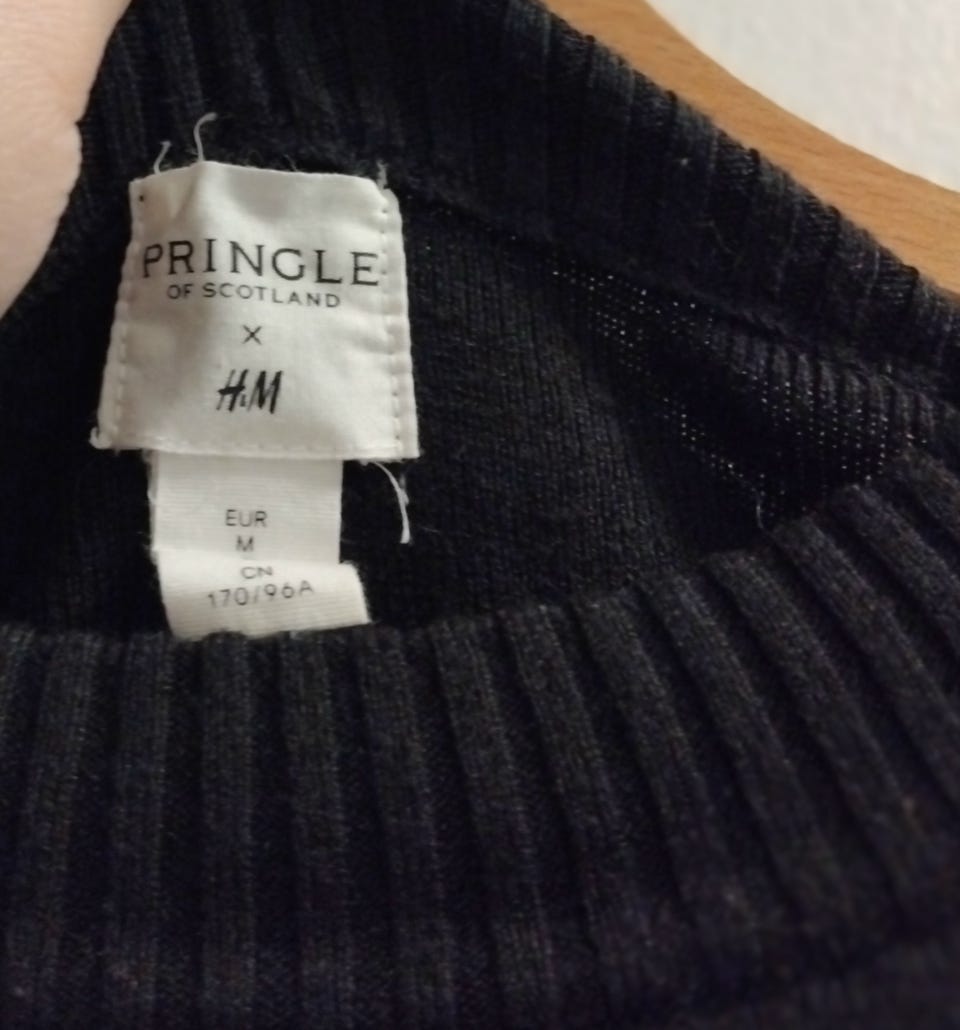 PRINGLE
OF SCOTLAND
X
H&M
EUR
M
CN
170/96A